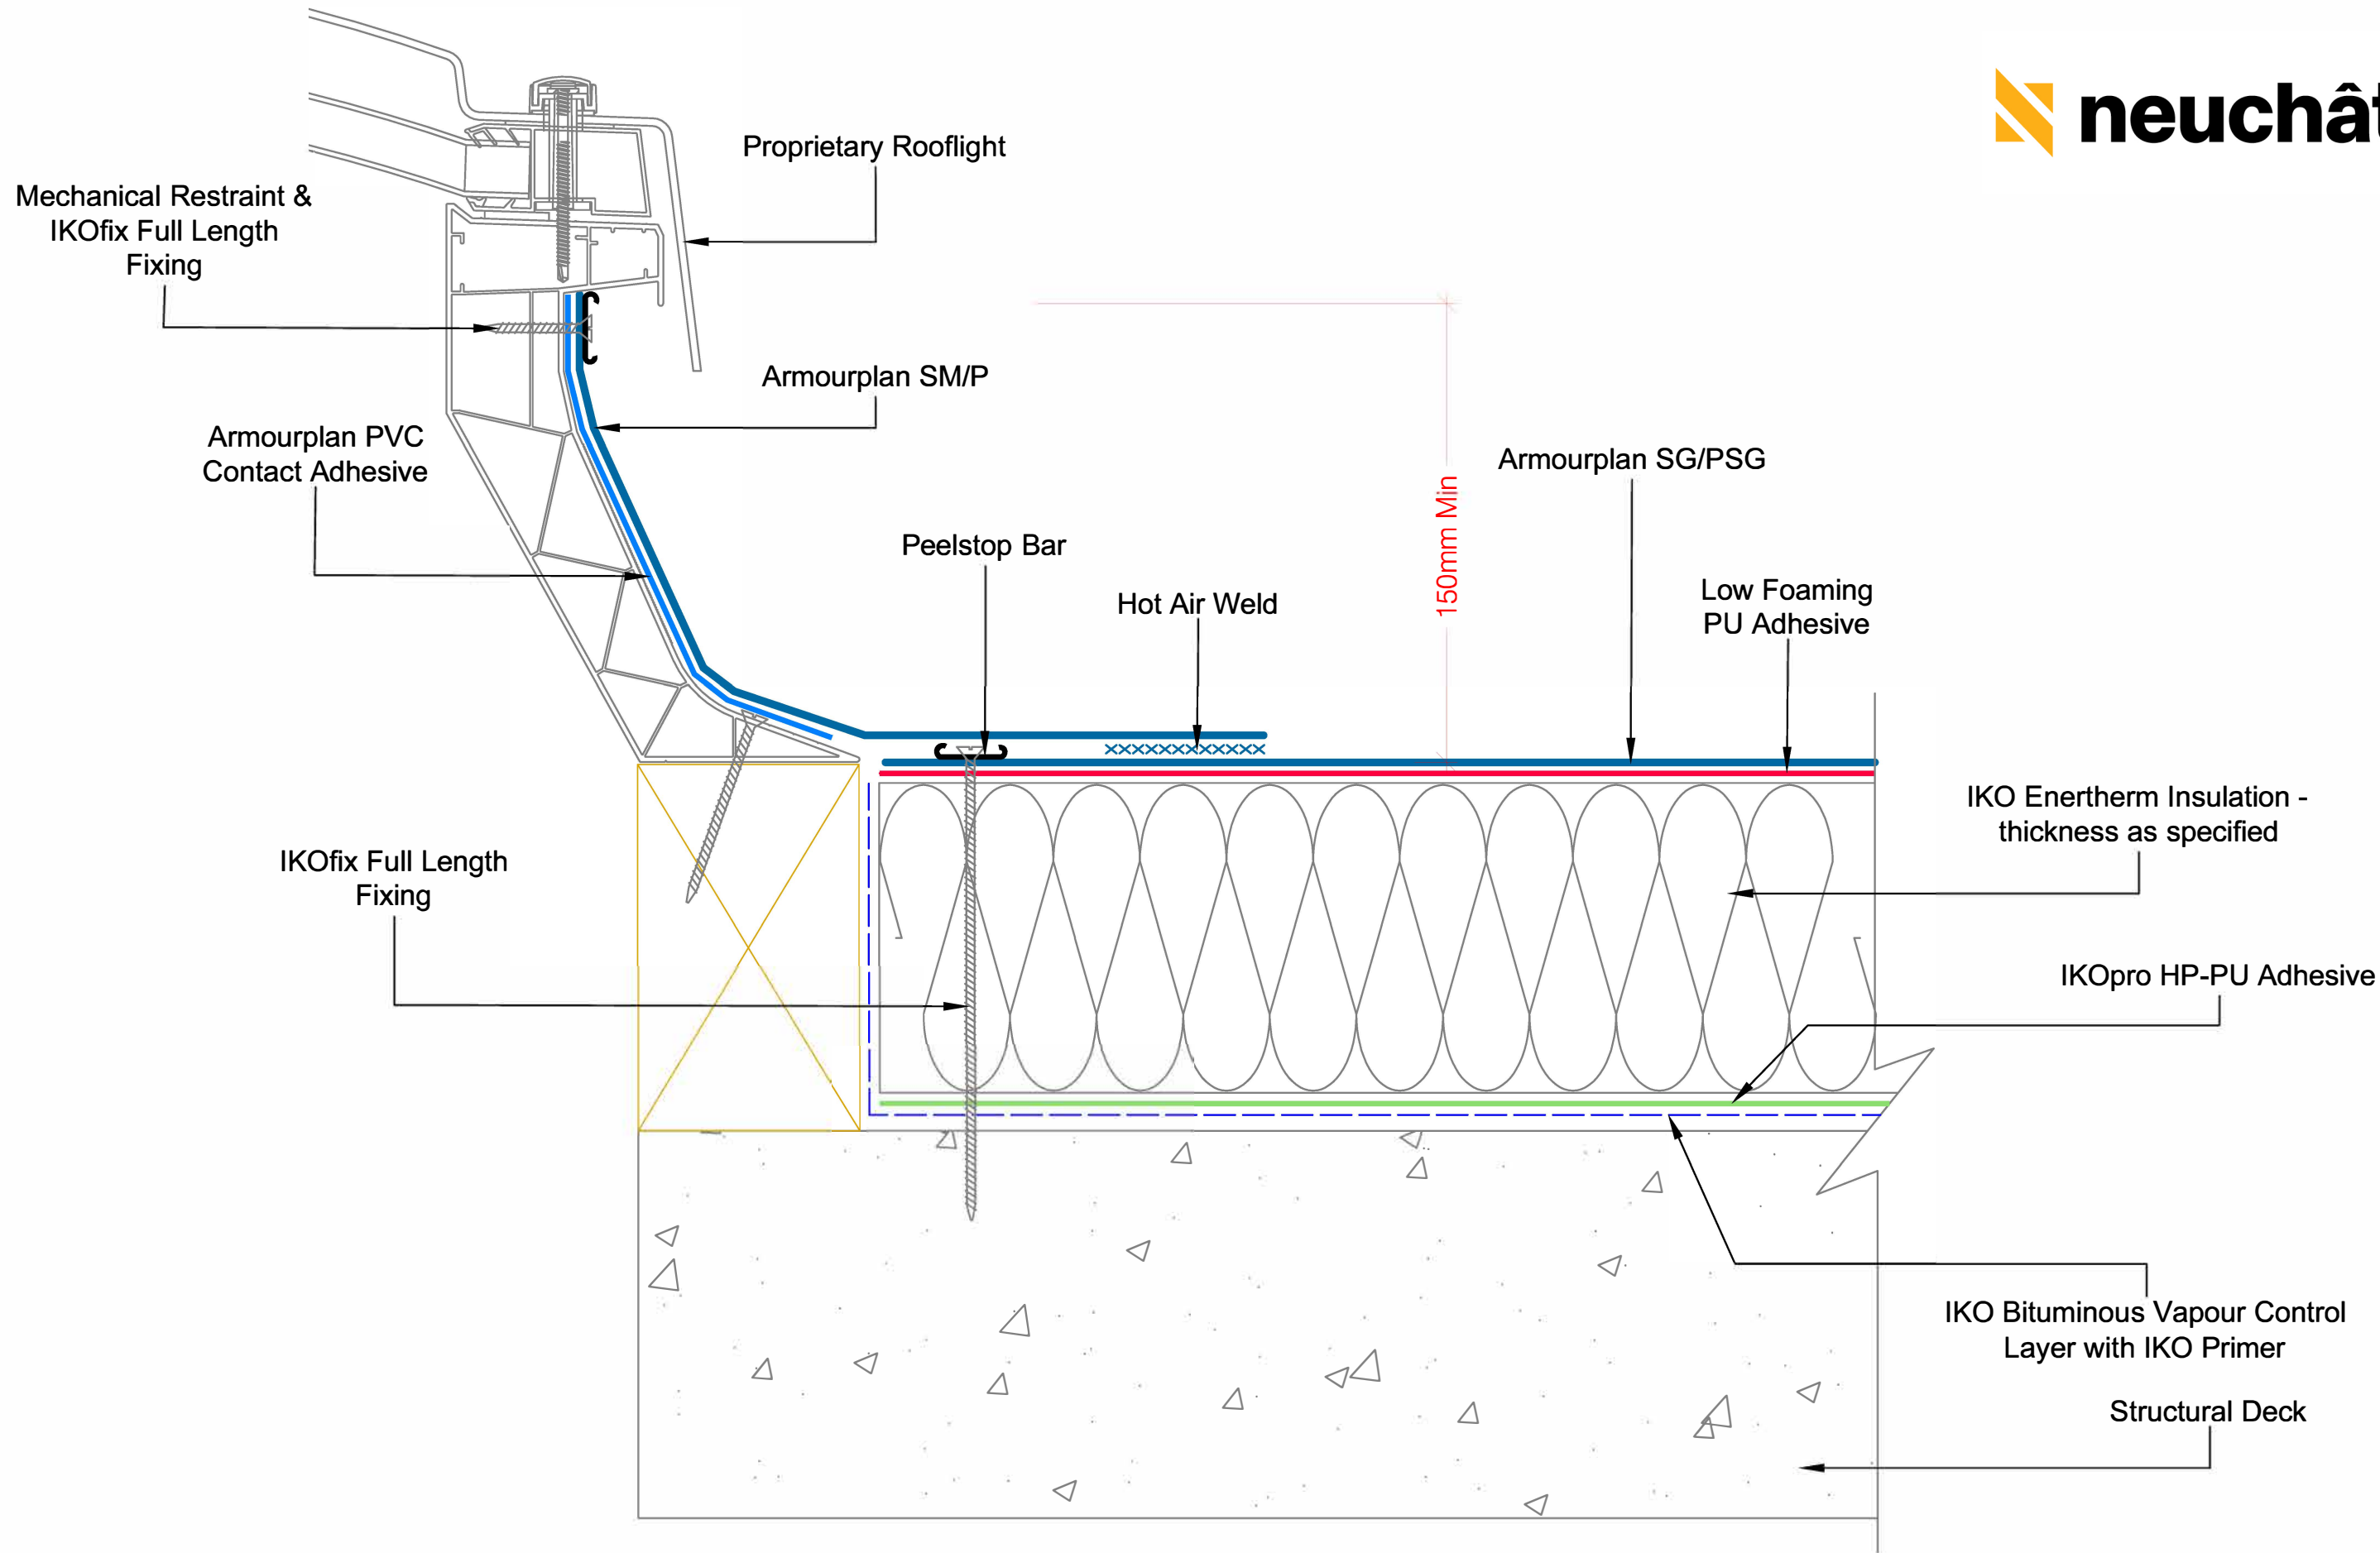 neuchât
Proprietary Rooflight
Mechanical Restraint &
IKOfix Full Length
Fixing
Armourplan SM/P
Armourplan PVC
Contact Adhesive
Armourplan SG/PSG
150mm Min
Peelstop Bar
Hot Air Weld
Low Foaming
PU Adhesive
IKO Enertherm Insulation -
thickness as specified
IKOfix Full Length
Fixing
IKOpro HP-PU Adhesive
IKO Bituminous Vapour Control
Layer with IKO Primer
Structural Deck